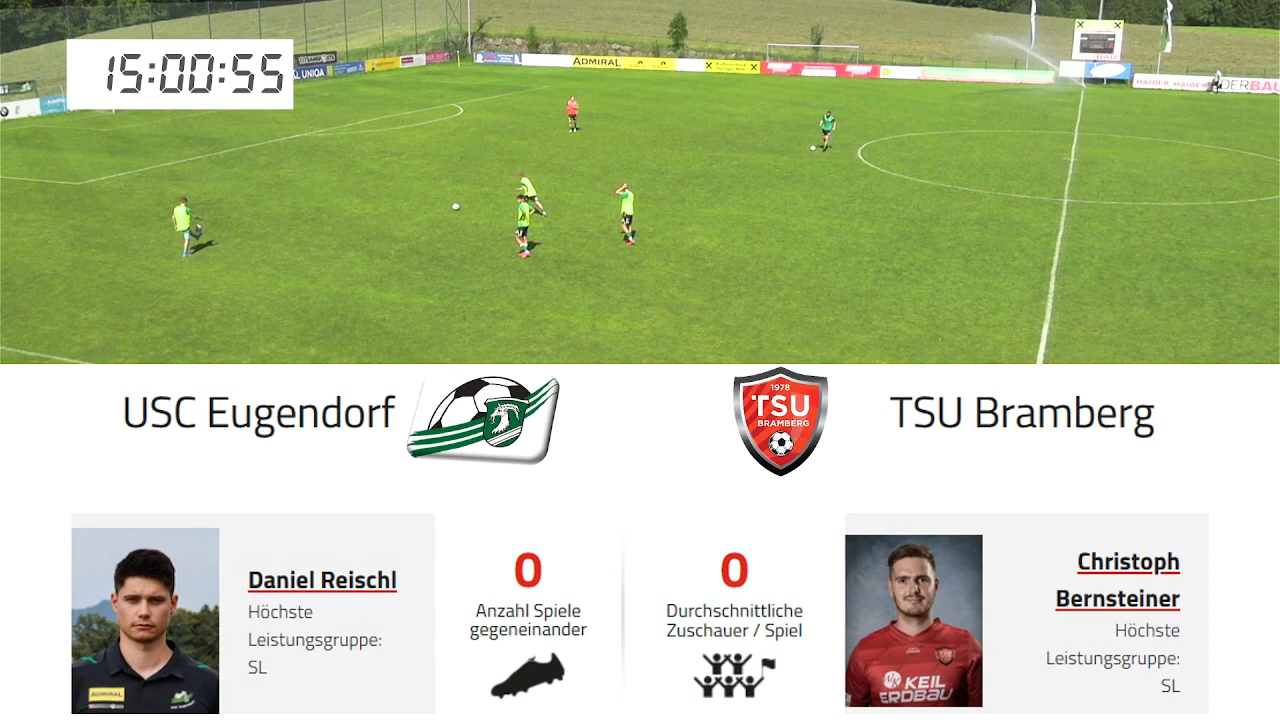 15:00:55
UNIQA
ADMIRAL
HAIDER
USC Eugendorf
1978
TSU
BRAMBERG
TSU Bramberg
Daniel Reischl
Höchste
Leistungsgruppe:
SL
ADMIRAL
0
Anzahl Spiele
gegeneinander
0
Durchschnittliche
Zuschauer / Spiel
Christoph
Bernsteiner
Höchste
Leistungsgruppe:
SL
KEIL
ERDBAU